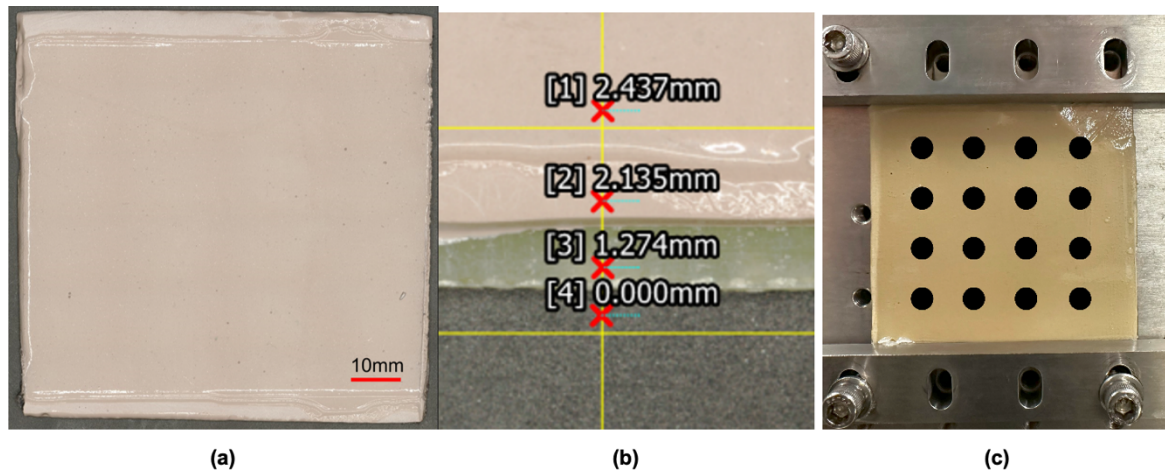 10mm
[1] 2.437mm
[2] 2.135mm
[3] 1.274mm
[4] 0.000mm
(a)
(b)
(c)